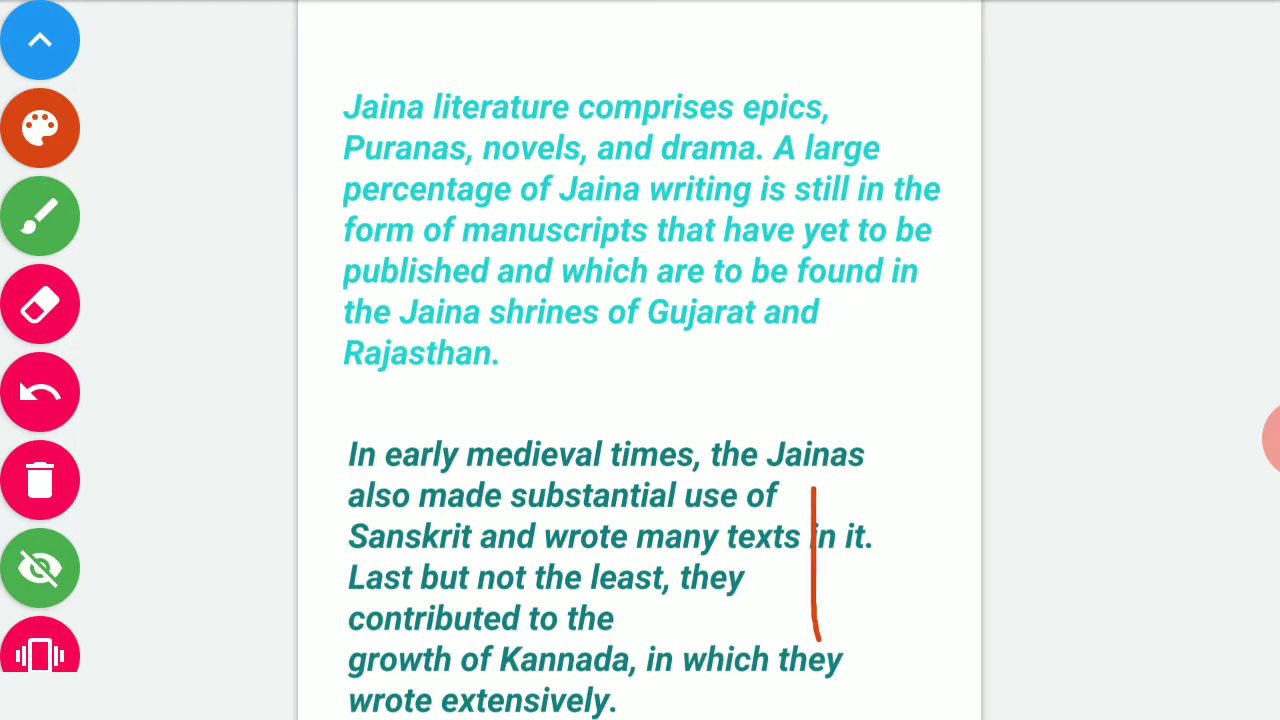 Jaina literature comprises epics,
Puranas, novels, and drama. A large
percentage of Jaina writing is still in the
form of manuscripts that have yet to be
published and which are to be found in
the Jaina shrines of Gujarat and
Rajasthan.
In early medieval times, the Jainas
also made substantial use of
Sanskrit and wrote many texts in it.
Last but not the least, they
contributed to the
growth of Kannada, in which they
wrote extensively.